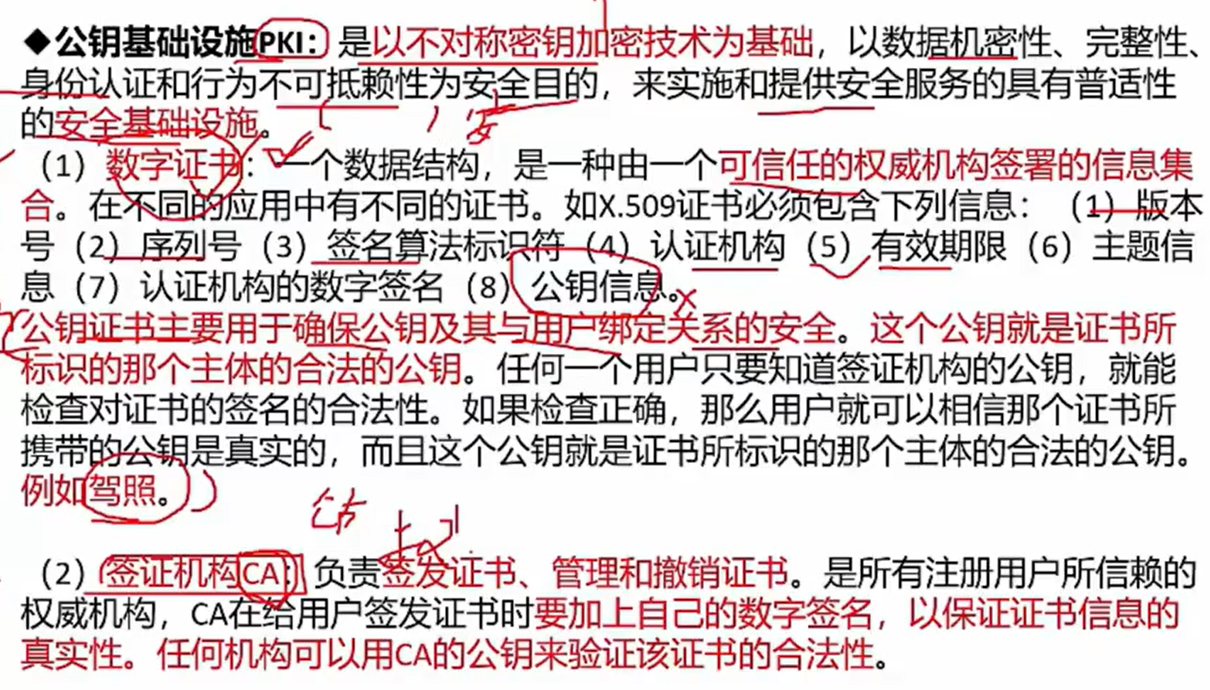 ◆公钥基础设施PKI：是以不对称密钥加密技术为基础，以数据机密性、完整性、
身份认证和行为不可抵赖性为安全目的，来实施和提供安全服务的具有普适性
的安全基础设施。
（1）数字证书：一个数据结构，是一种由一个可信任的权威机构签署的信息集
合。在不同的应用中有不同的证书。如X.509证书必须包含下列信息：（1）版本
号（2）序列号（3）签名算法标识符（4）认证机构（5）有效期限（6）主题信
息（7）认证机构的数字签名（8）公钥信息。
公钥证书主要用于确保公钥及其与用户绑定关系的安全。这个公钥就是证书所
标识的那个主体的合法的公钥。任何一个用户只要知道签证机构的公钥，就能
检查对证书的签名的合法性。如果检查正确，那么用户就可以相信那个证书所
携带的公钥是真实的，而且这个公钥就是证书所标识的那个主体的合法的公钥。
例如驾照。
（2）签证机构CA：负责签发证书、管理和撤销证书。是所有注册用户所信赖的
权威机构，CA在给用户签发证书时要加上自己的数字签名，以保证证书信息的
真实性。任何机构可以用CA的公钥来验证该证书的合法性。